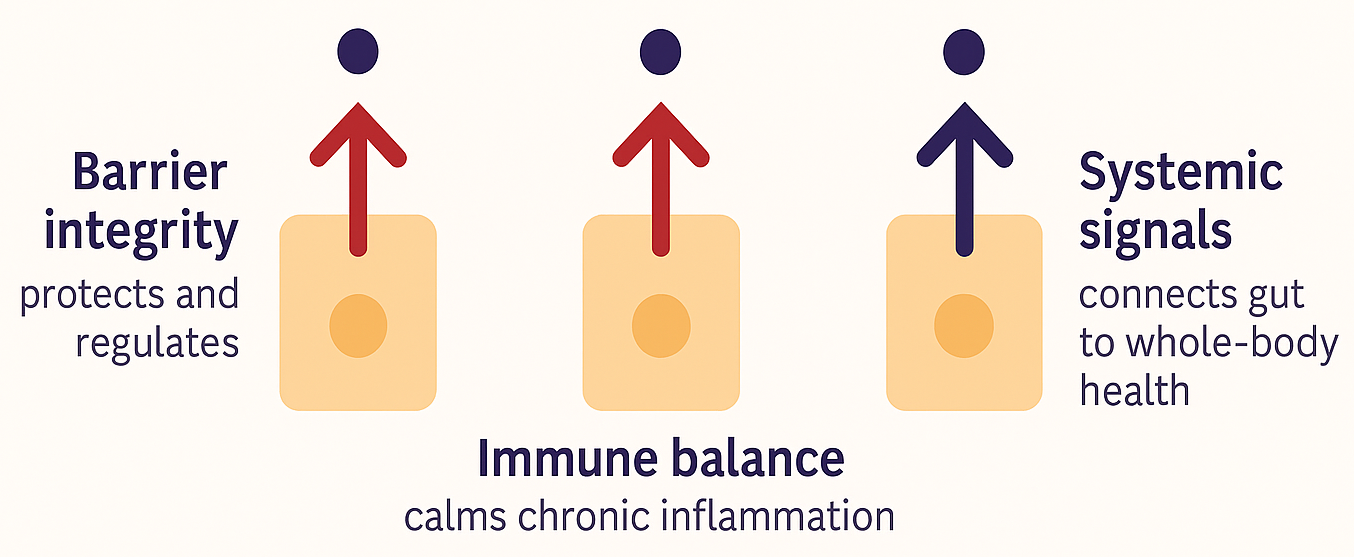 Barrier
integrity
protects and
regulates
Immune balance
calms chronic inflammation
Systemic
signals
connects gut
to whole-body
health